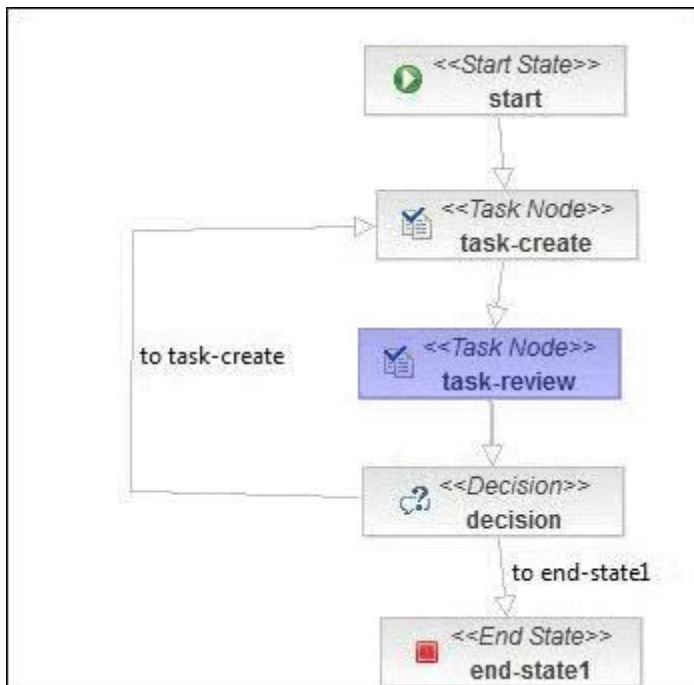 <<Start State>>
start
<<Task Node>>
task-create
to task-create
<<Task Node>>
task-review
<<Decision>>
decision
to end-state1
<<End State>>
end-state1